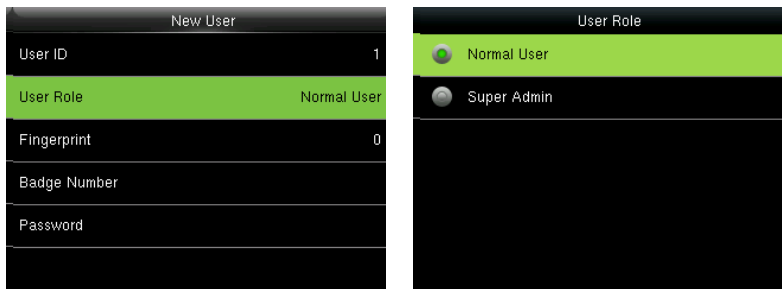 New User
User ID 1
User Role Normal User
Fingerprint 0
Badge Number
Password
User Role
Normal User
Super Admin